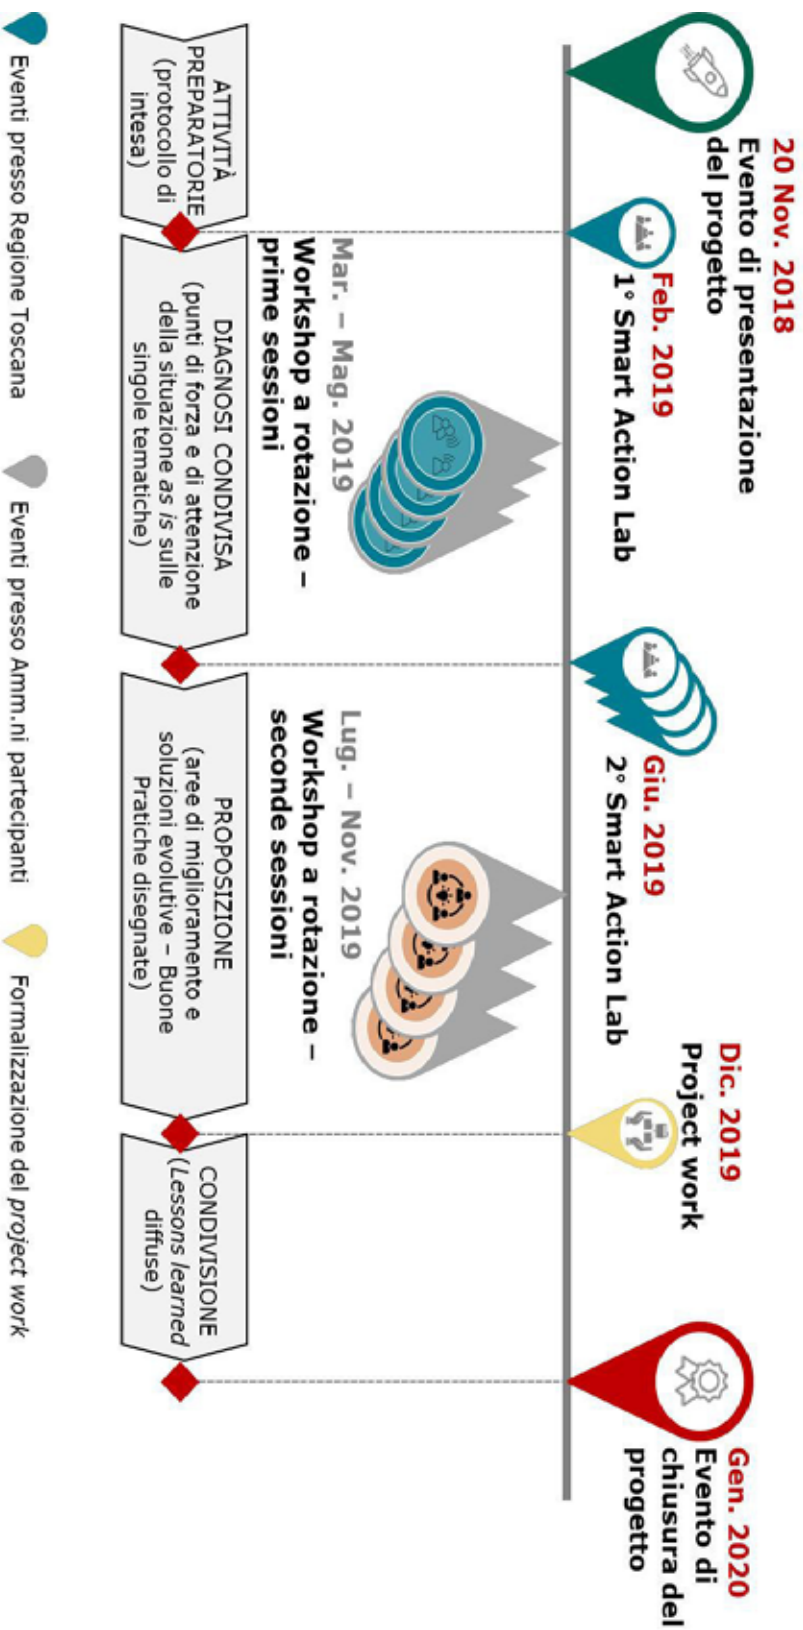 20 Nov. 2018
Evento di presentazione
del progetto
Feb. 2019
1° Smart Action Lab
Giu. 2019
2° Smart Action Lab
Dic. 2019
Project work
Gen. 2020
Evento di
chiusura del
progetto
Mar. – Mag. 2019
Workshop a rotazione –
prime sessioni
Lug. – Nov. 2019
Workshop a rotazione –
seconde sessioni
ATTIVITÀ
PREPARATORIE
(protocollo di
intesa)
DIAGNOSI CONDIVISA
(punti di forza e di attenzione
della situazione as is sulle
singole tematiche)
PROPOSIZIONE
(aree di miglioramento e
soluzioni evolutive – Buone
Pratiche disegnate)
CONDIVISIONE
(Lessons learned
diffuse)
Eventi presso Regione Toscana
Eventi presso Amm.ni partecipanti
Formalizzazione del project work